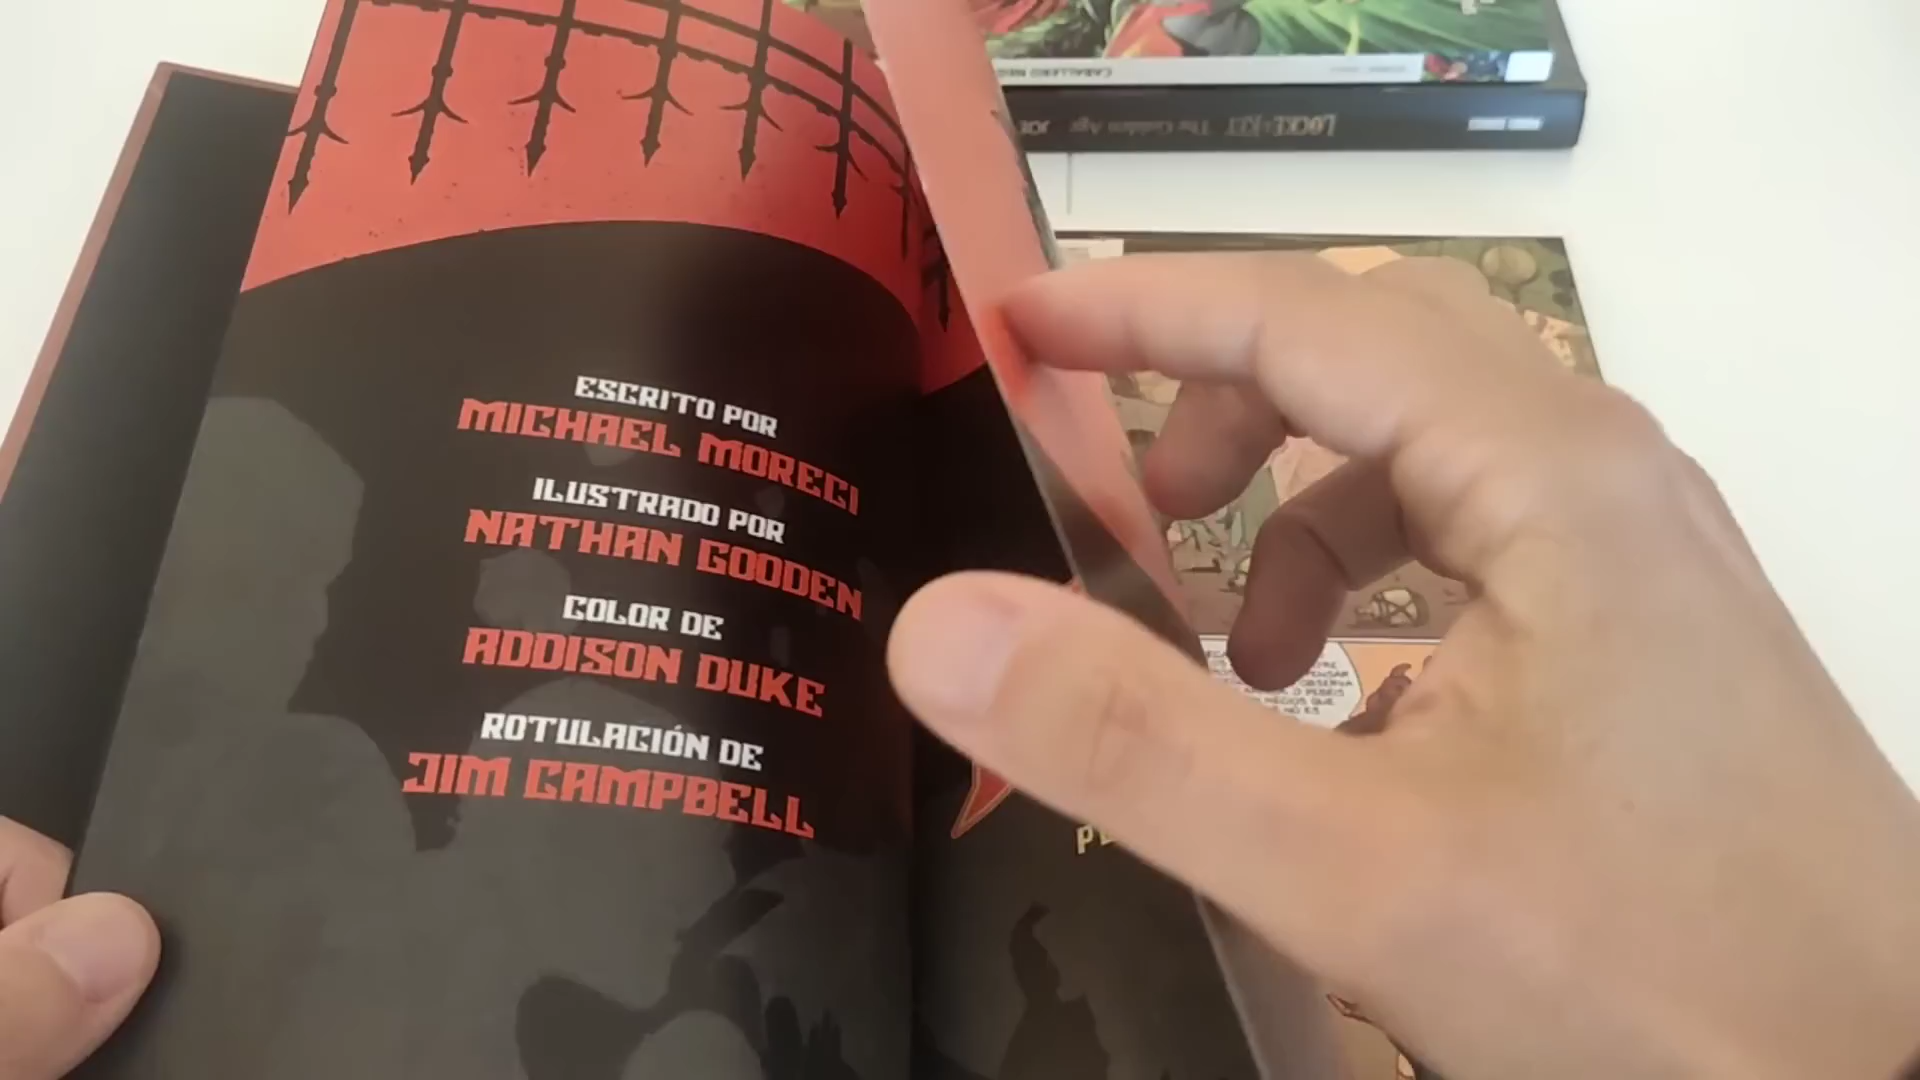 LOCKE & KEY The Golden Age JOE
ESCRITO POR
MICHAEL MORECI
ILUSTRADO POR
NATHAN GOODEN
COLOR DE
ADDISON DUKE
ROTULACIÓN DE
JIM CAMPBELL